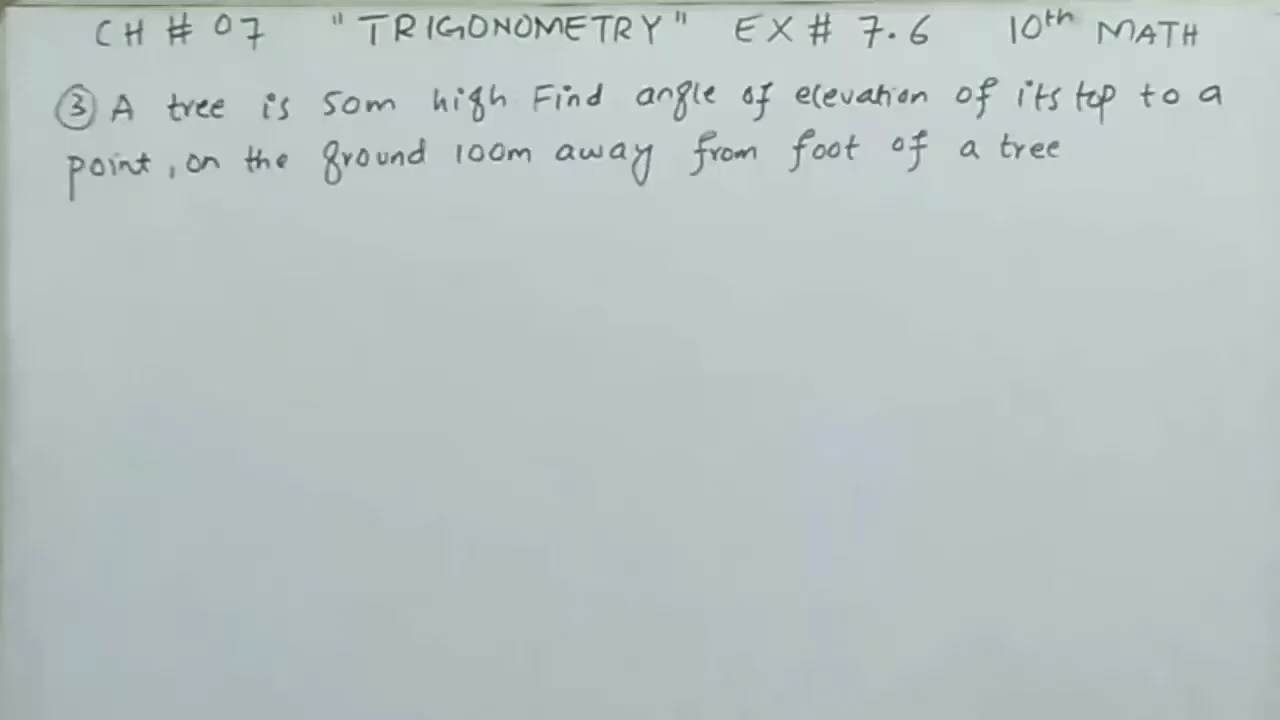 CH # 07 "TRIGONOMETRY" EX # 7.6 10th MATH
③ A tree is 50m high Find angle of elevation of its top to a
point, on the ground 100m away from foot of a tree